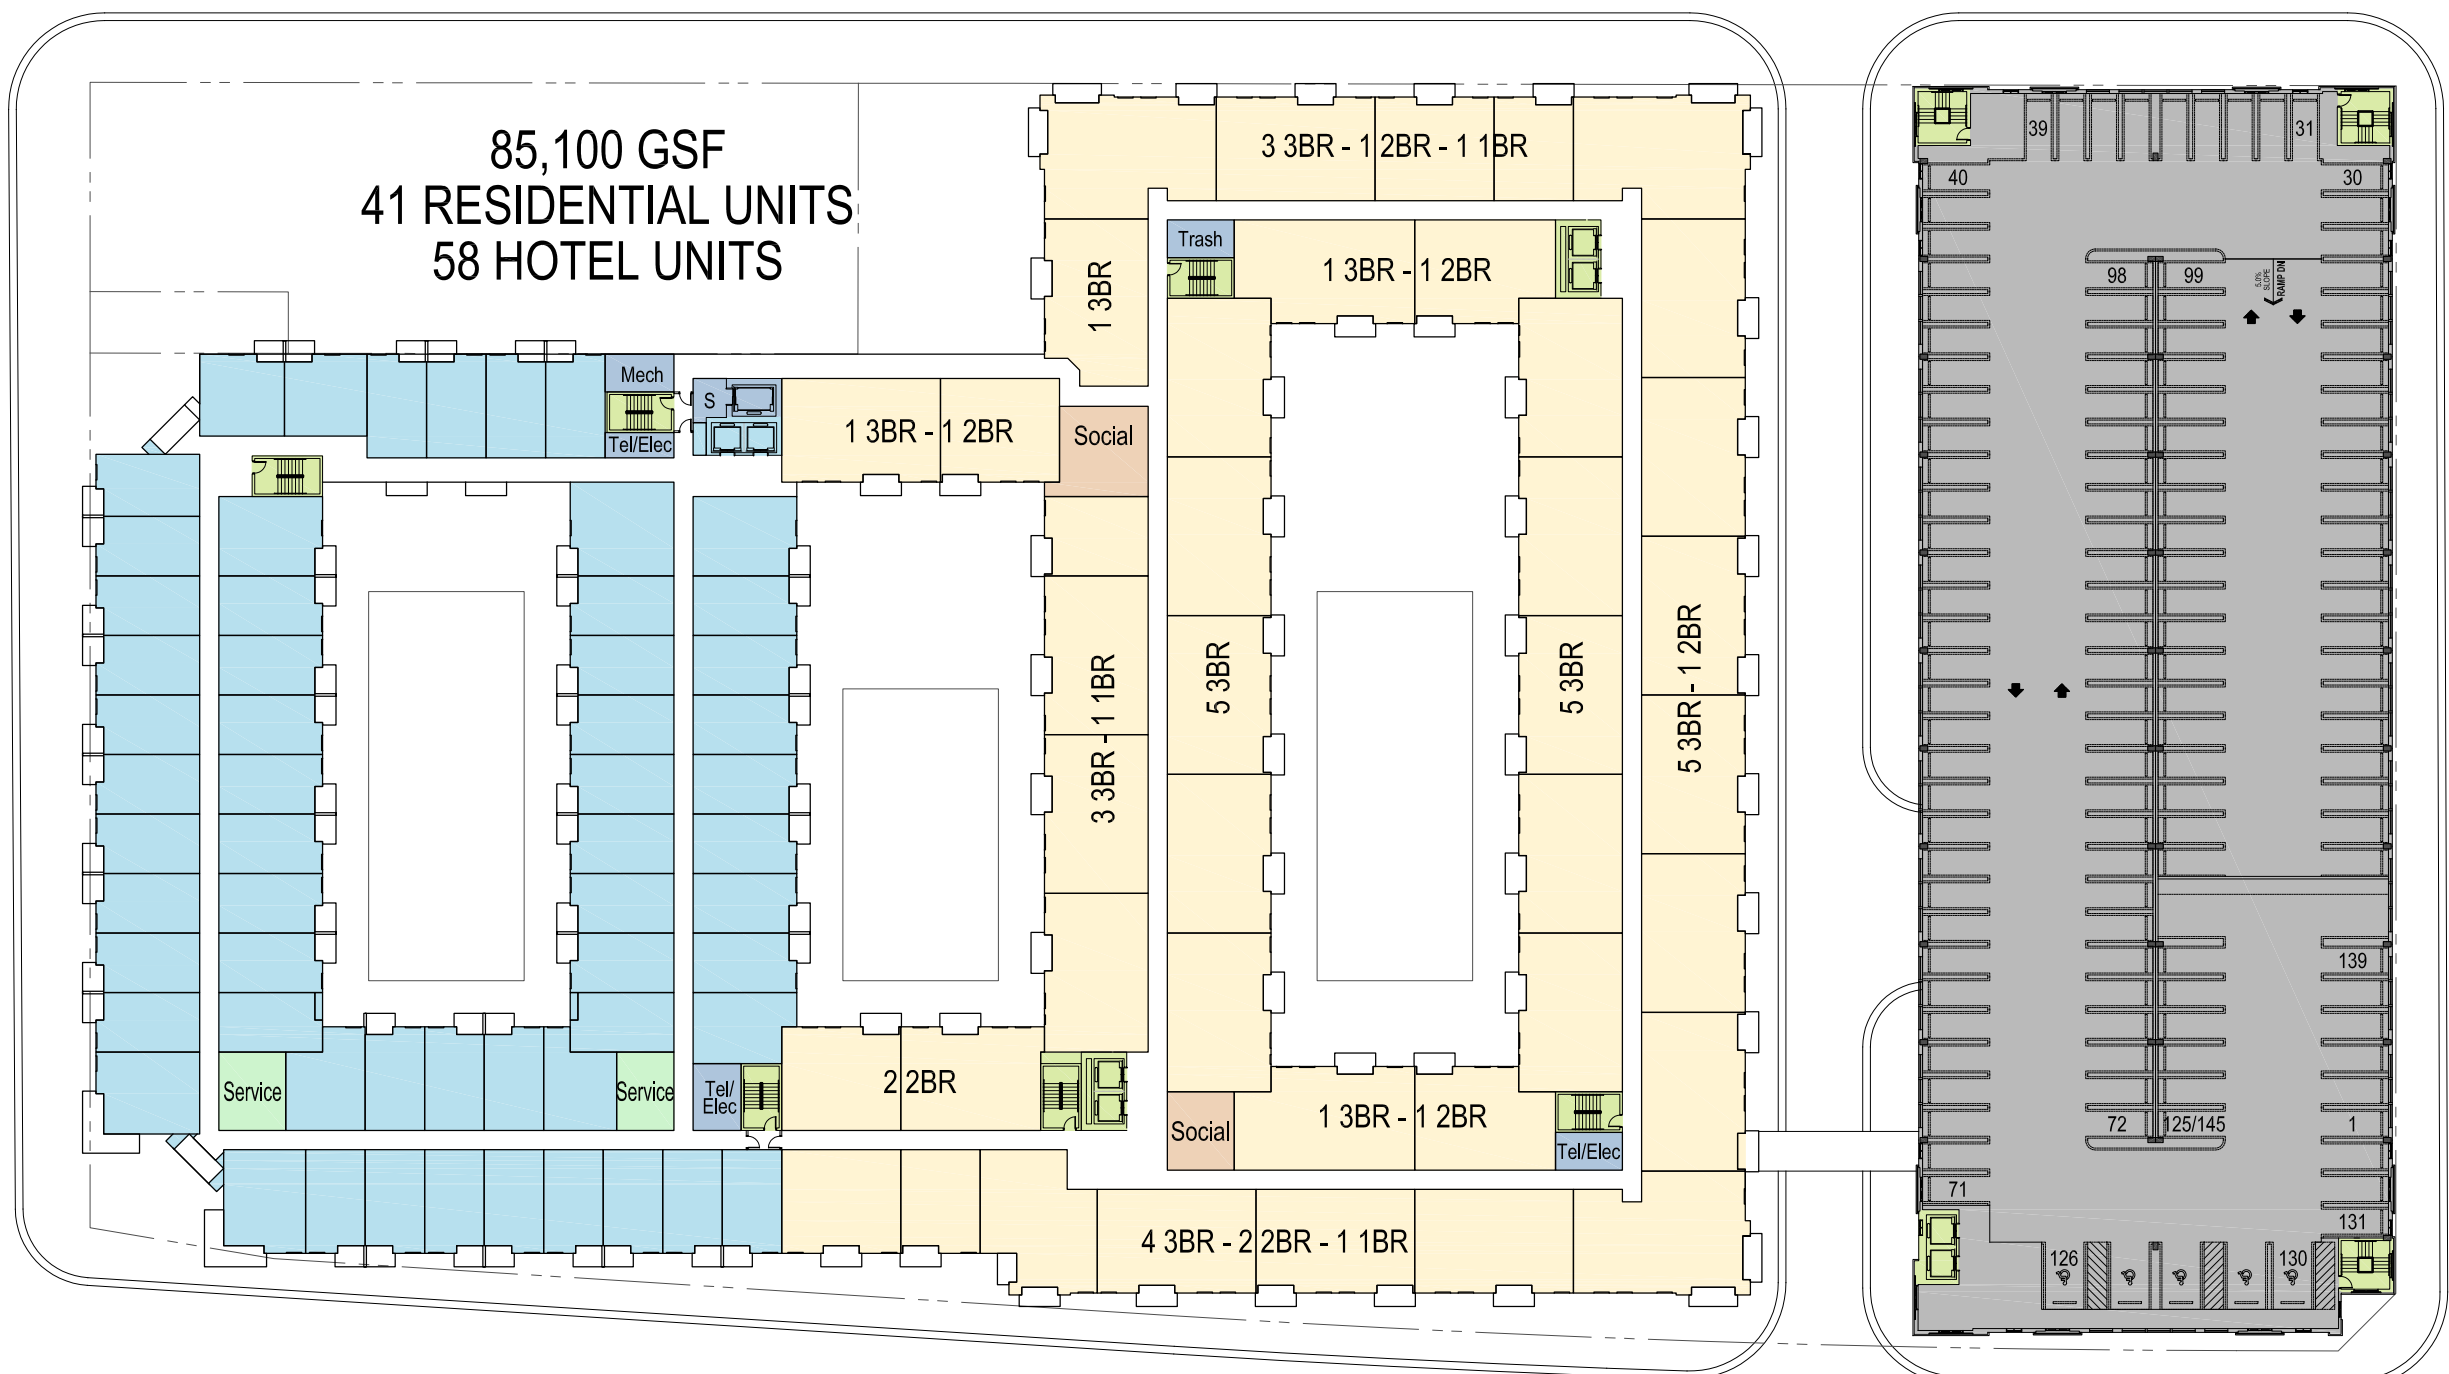 85,100 GSF
41 RESIDENTIAL UNITS
58 HOTEL UNITS
3 3BR - 1 2BR - 1 1BR
1 3BR
Trash
1 3BR - 1 2BR
Mech
S
Tel/Elec
1 3BR - 1 2BR
Social
3 3BR - 1 1BR
5 3BR
5 3BR
5 3BR - 1 2BR
Service
Service
Tel/
Elec
2 2BR
Social
1 3BR - 1 2BR
Tel/Elec
4 3BR - 2 2BR - 1 1BR
39
31
40
30
98
99
5.0%
SLOPE
RAMP DN
139
72
125/145
1
71
131
126
130